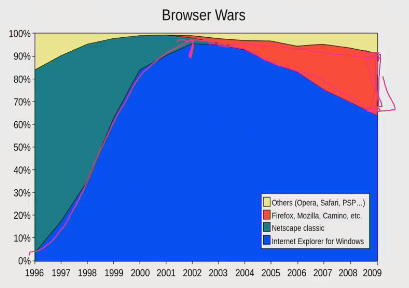 Browser Wars
100%
90%
80%
70%
60%
50%
40%
30%
20%
10%
0%
Others (Opera, Safari, PSP...)
Firefox, Mozilla, Camino, etc.
Netscape classic
Internet Explorer for Windows
1996 1997 1998 1999 2000 2001 2002 2003 2004 2005 2006 2007 2008 2009